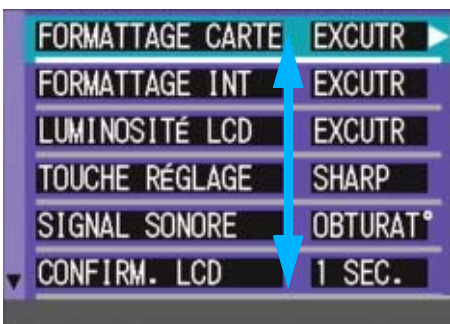 FORMATTAGE CARTE EXCUTR
FORMATTAGE INT EXCUTR
LUMINOSITÉ LCD EXCUTR
TOUCHE RÉGLAGE SHARP
SIGNAL SONORE OBTURAT°
CONFIRM. LCD 1 SEC.